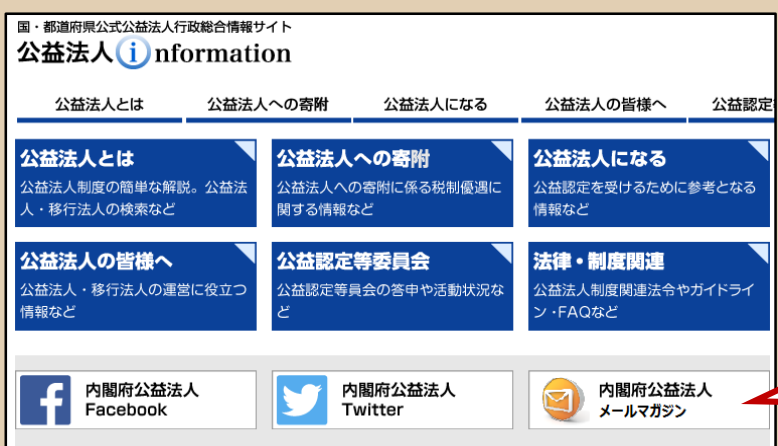 国・都道府県公式公益法人行政総合情報サイト
公益法人 information
公益法人とは 公益法人への寄附 公益法人になる 公益法人の皆様へ 公益認定
公益法人とは
公益法人制度の簡単な解説。公益法
人・移行法人の検索など
公益法人への寄附
公益法人への寄附に係る税制優遇に
関する情報など
公益法人になる
公益認定を受けるために参考となる
情報など
公益法人の皆様へ
公益法人・移行法人の運営に役立つ
情報など
公益認定等委員会
公益認定等委員会の答申や活動状況な
ど
法律・制度関連
公益法人制度関連法令やガイドライ
ン・FAQなど
内閣府公益法人
Facebook
内閣府公益法人
Twitter
内閣府公益法人
メールマガジン